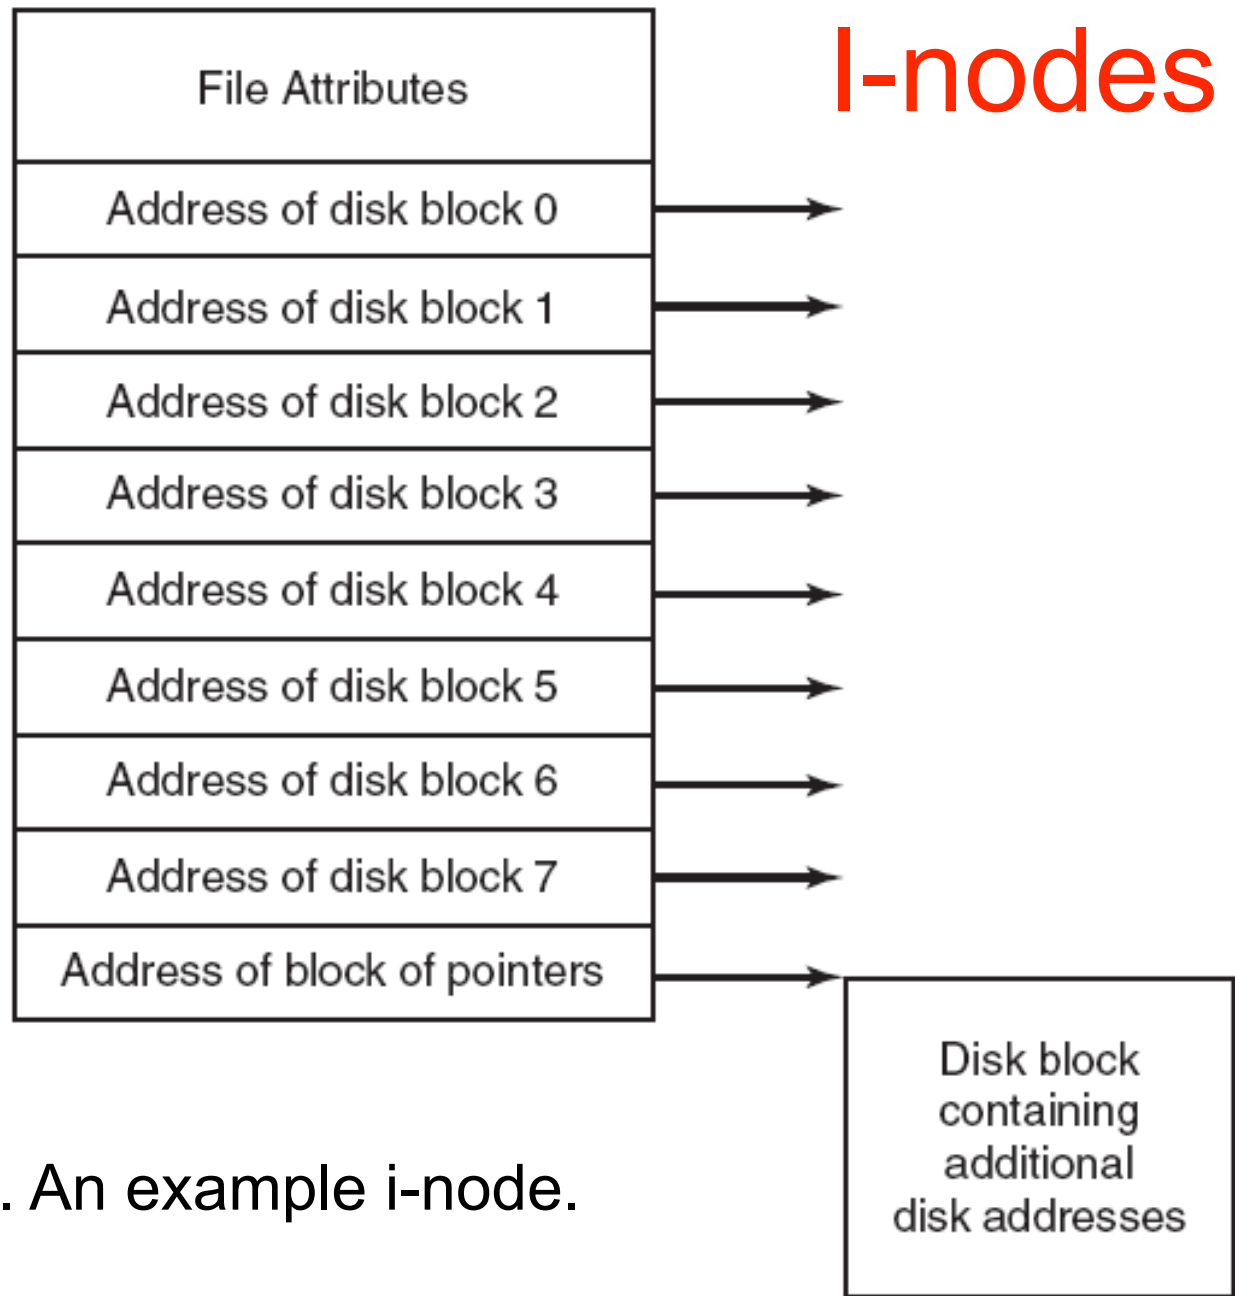 I-nodes
File Attributes
Address of disk block 0
Address of disk block 1
Address of disk block 2
Address of disk block 3
Address of disk block 4
Address of disk block 5
Address of disk block 6
Address of disk block 7
Address of block of pointers
Disk block
containing
additional
disk addresses
. An example i-node.